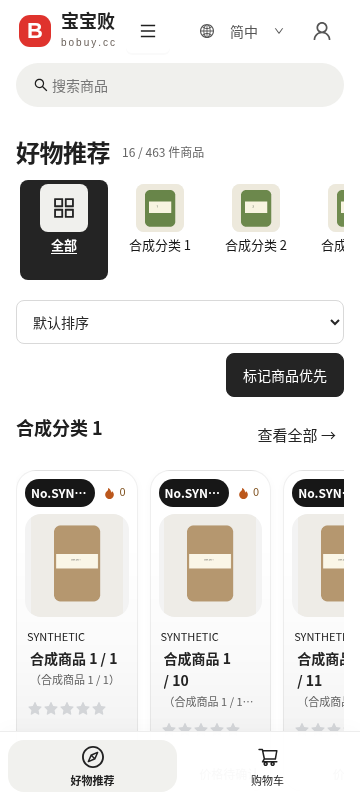 B 宝宝败
bobuy.cc
简中
搜索商品
好物推荐 16 / 463 件商品
全部
合成分类 1
合成分类 2
合成
默认排序
标记商品优先
合成分类 1
查看全部 →
No.SYN… 0
No.SYN… 0
No.SYN
SYNTHETIC
SYNTHETIC
SYNTHETI
合成商品 1 / 1
（合成商品 1 / 1）
合成商品 1
/ 10
（合成商品 1 / 1…
合成商品
/ 11
（合成商品
好物推荐
购物车